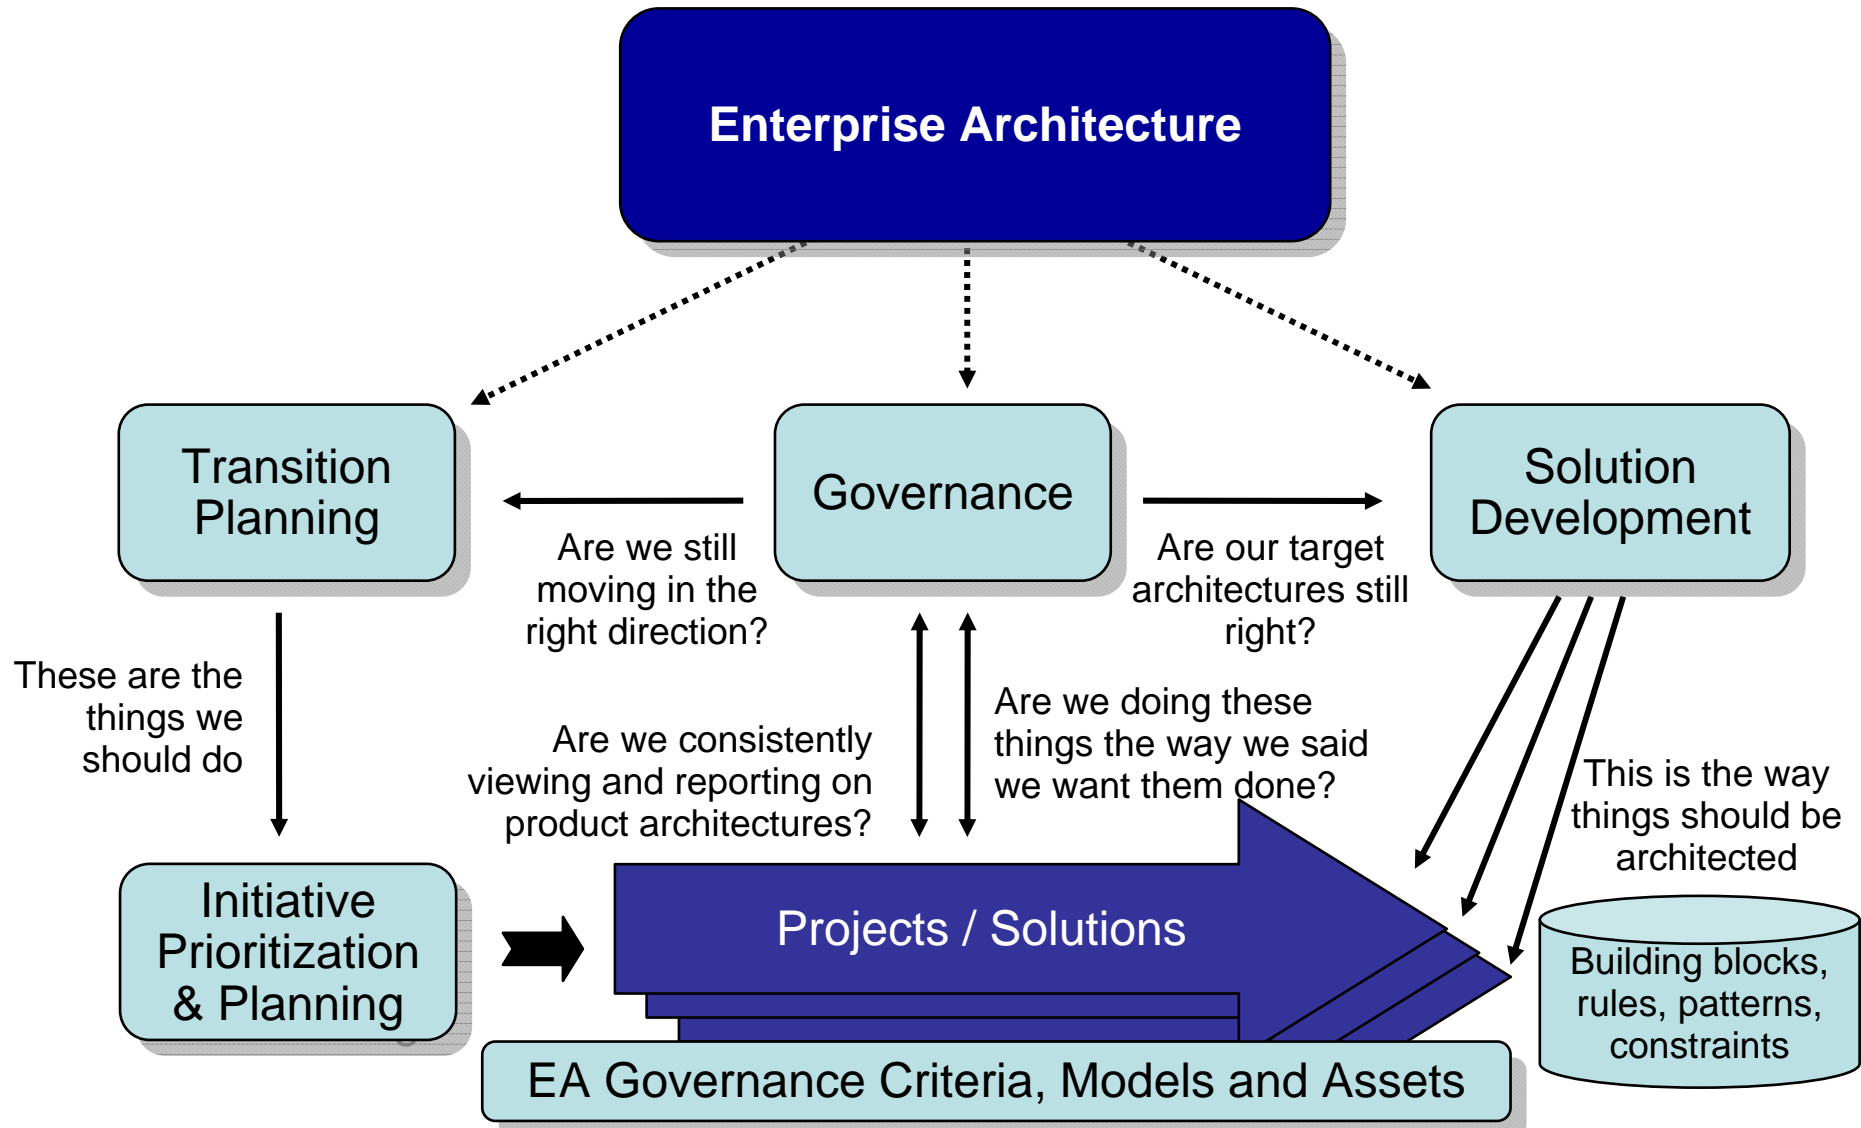 Enterprise Architecture
Transition
Planning
Governance
Solution
Development
Are we still
moving in the
right direction?
Are our target
architectures still
right?
These are the
things we
should do
Are we consistently
viewing and reporting on
product architectures?
Are we doing these
things the way we said
we want them done?
This is the way
things should be
architected
Initiative
Prioritization
& Planning
Projects / Solutions
Building blocks,
rules, patterns,
constraints
EA Governance Criteria, Models and Assets